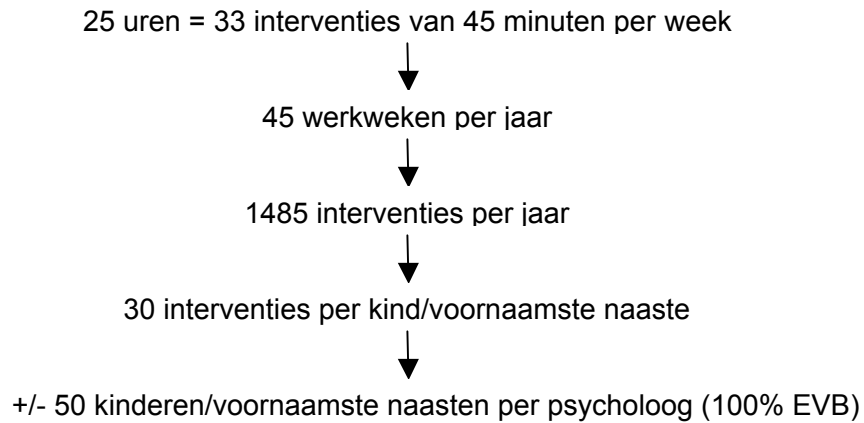 25 uren = 33 interventies van 45 minuten per week
45 werkweken per jaar
1485 interventies per jaar
30 interventies per kind/voornaamste naaste
+/- 50 kinderen/voornaamste naasten per psycholoog (100% EVB)